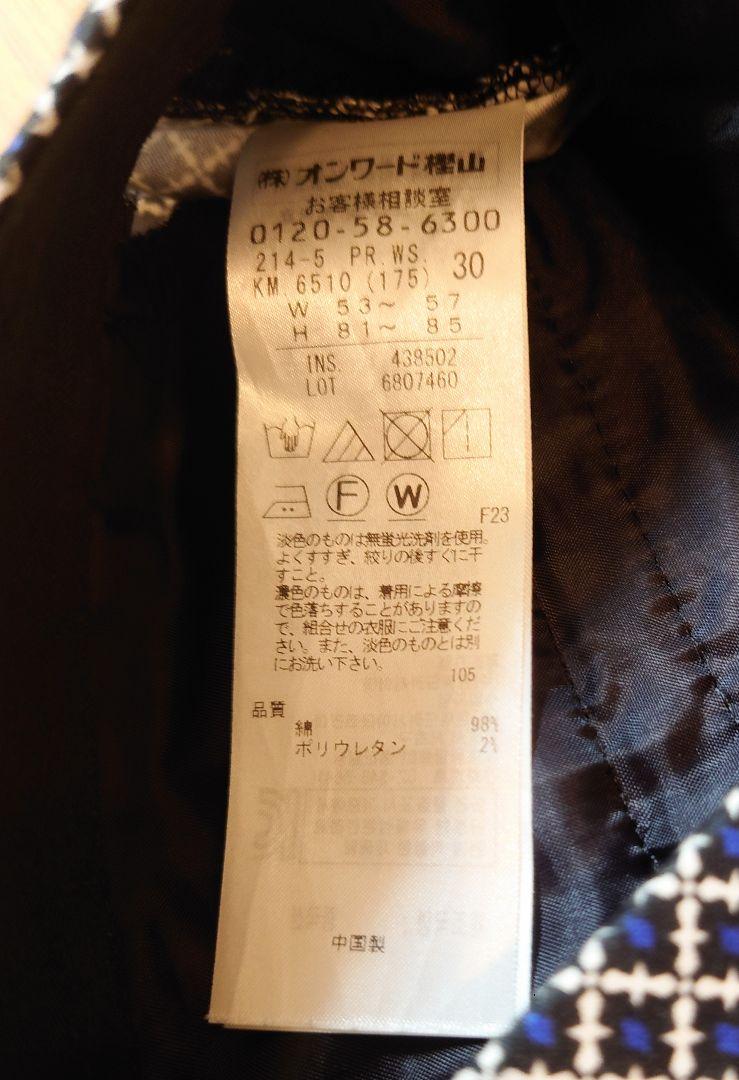 (株)オンワード樫山
お客様相談室
0120-58-6300
214-5 PR.WS. 30
KM 6510 (175)
W 53~ 57
H 81~ 85
INS. 438502
LOT 6807460
F W
F23
淡色のものは無蛍光洗剤を使用。
よくすすぎ、絞りの後すぐに干
すこと。
濃色のものは、着用による摩擦
で色落ちすることがありますの
で、組合せの衣服にご注意くだ
さい。また、淡色のものとは別
にお洗い下さい。
105
品質
綿 98%
ポリウレタン 2%
中国製